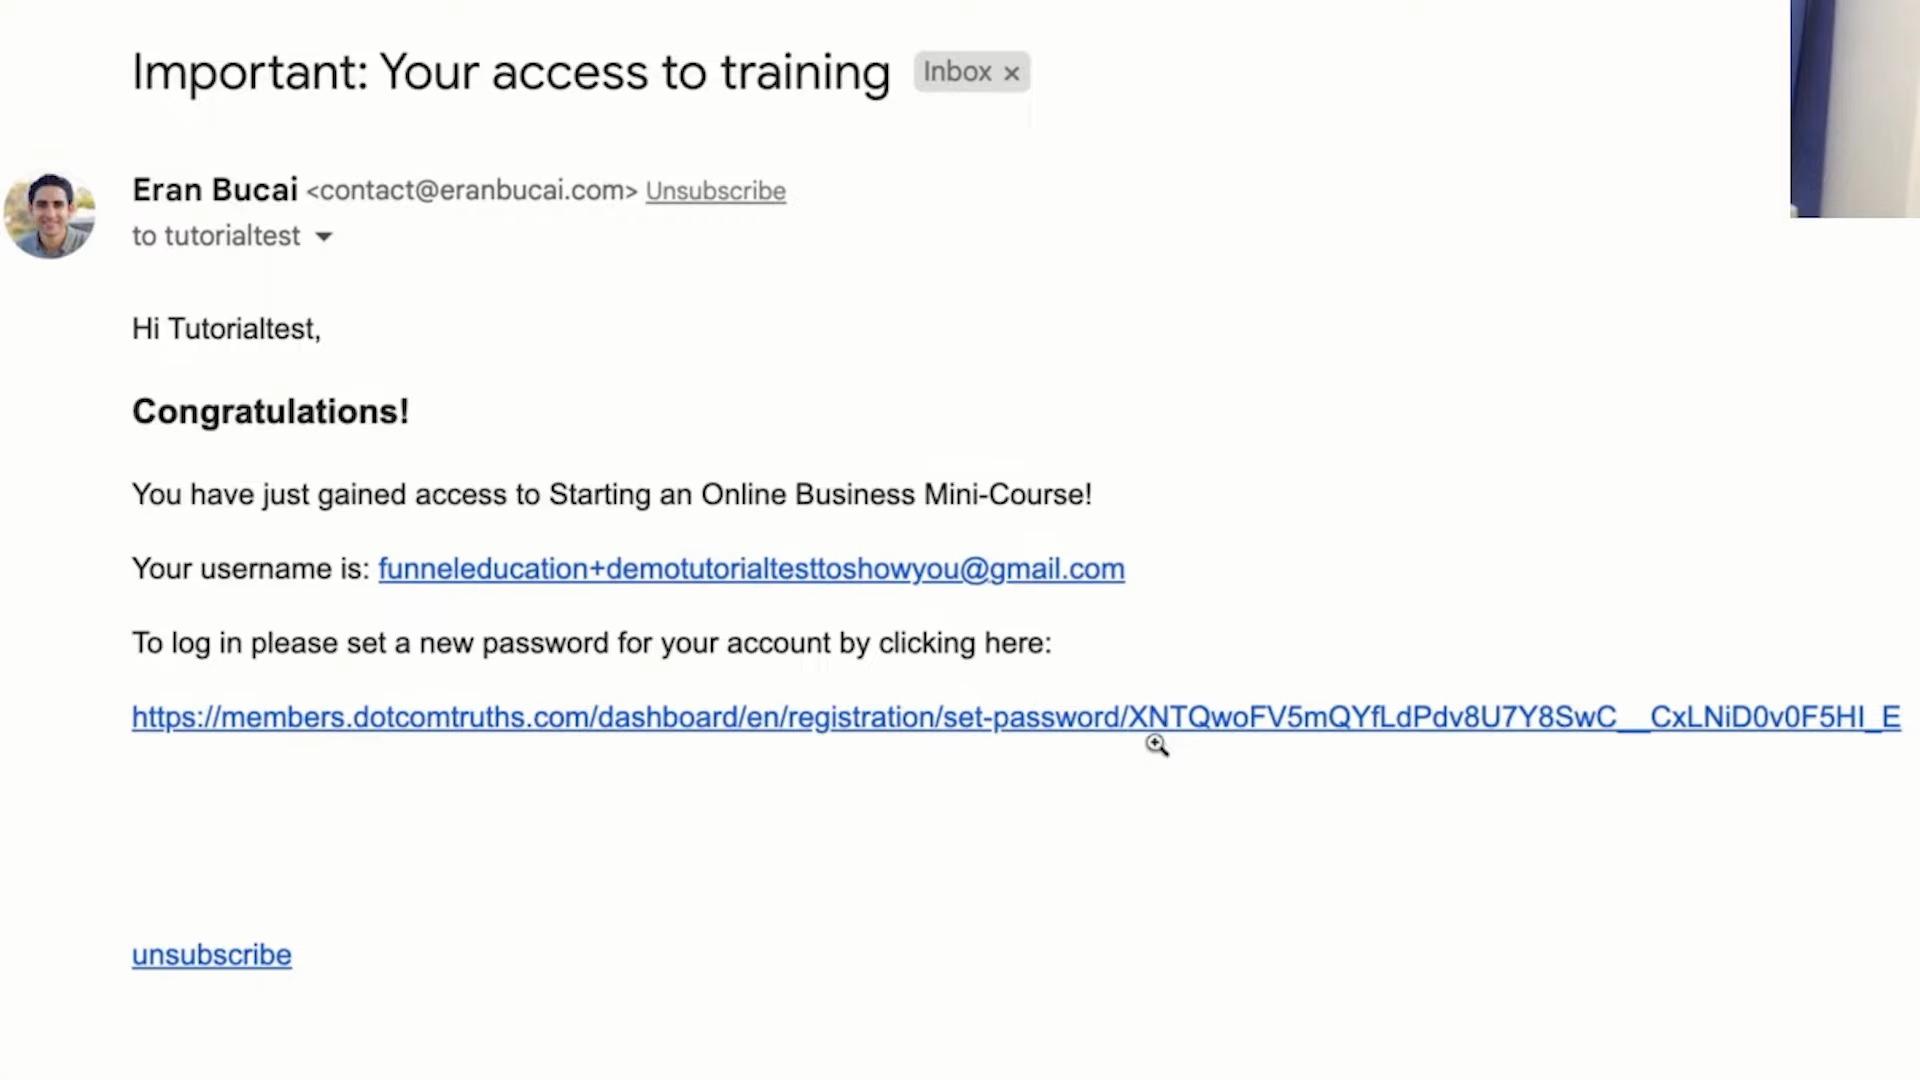 Important: Your access to training Inbox x
Eran Bucai <contact@eranbucai.com> Unsubscribe
to tutorialtest
Hi Tutorialtest,
Congratulations!
You have just gained access to Starting an Online Business Mini-Course!
Your username is: funneleducation+demotutorialtesttoshowyou@gmail.com
To log in please set a new password for your account by clicking here:
https://members.dotcomtruths.com/dashboard/en/registration/set-password/XNTQwoFV5mQYfLdPdv8U7Y8SwC__CxLNiD0v0F5HI_E
unsubscribe